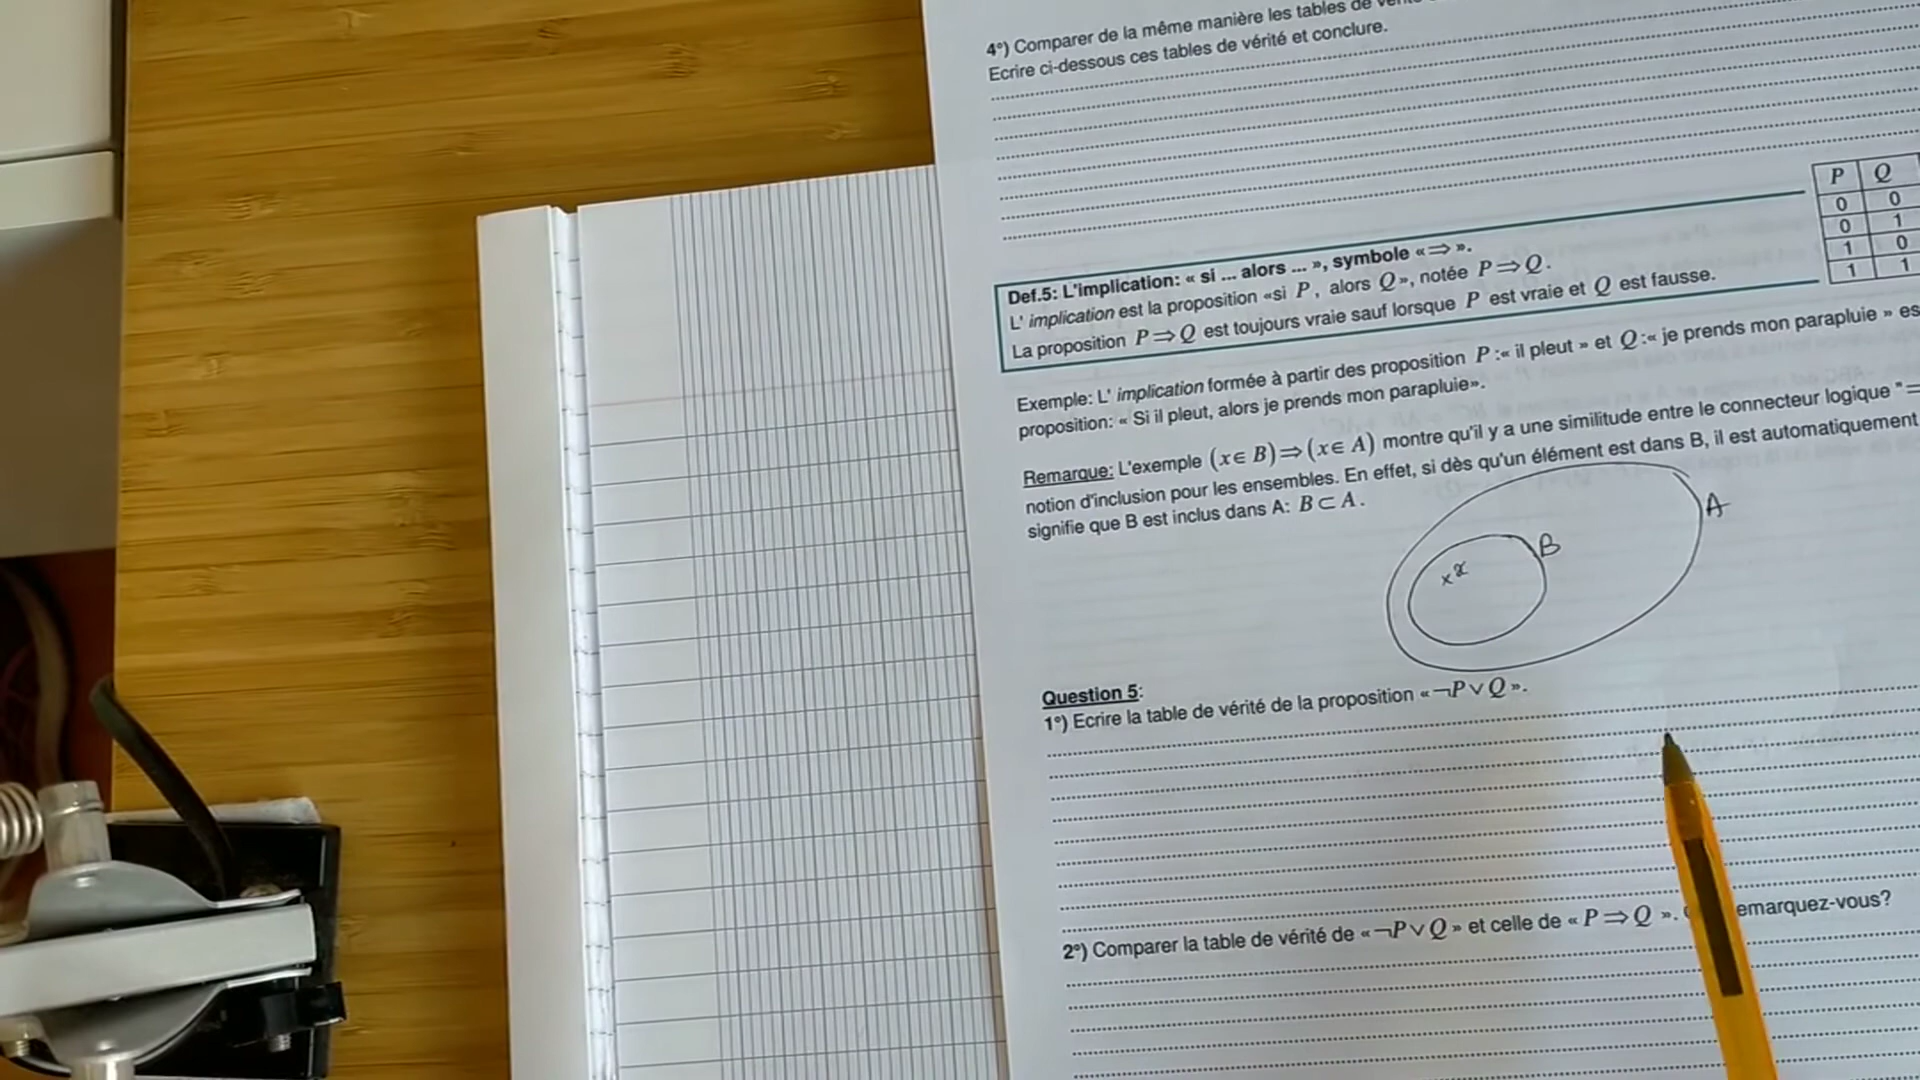 4°) Comparer de la même manière les tables de
Ecrire ci-dessous ces tables de vérité et conclure.
P Q
0 0
0 1
1 0
1 1
Def.5: L'implication: « si ... alors ... », symbole «⇒ ».
L' implication est la proposition «si P , alors Q», notée P⇒Q.
La proposition P⇒Q est toujours vraie sauf lorsque P est vraie et Q est fausse.
Exemple: L' implication formée à partir des proposition P :« il pleut » et Q:« je prends mon parapluie » es
proposition: « Si il pleut, alors je prends mon parapluie».
Remarque: L'exemple (x∈ B)⇒(x∈ A) montre qu'il y a une similitude entre le connecteur logique "
notion d'inclusion pour les ensembles. En effet, si dès qu'un élément est dans B, il est automatiquement
signifie que B est inclus dans A: B⊂A.
A
B
x x
Question 5:
1°) Ecrire la table de vérité de la proposition «¬P∨Q ».
2°) Comparer la table de vérité de «¬P∨Q » et celle de « P⇒Q ». emarquez-vous?